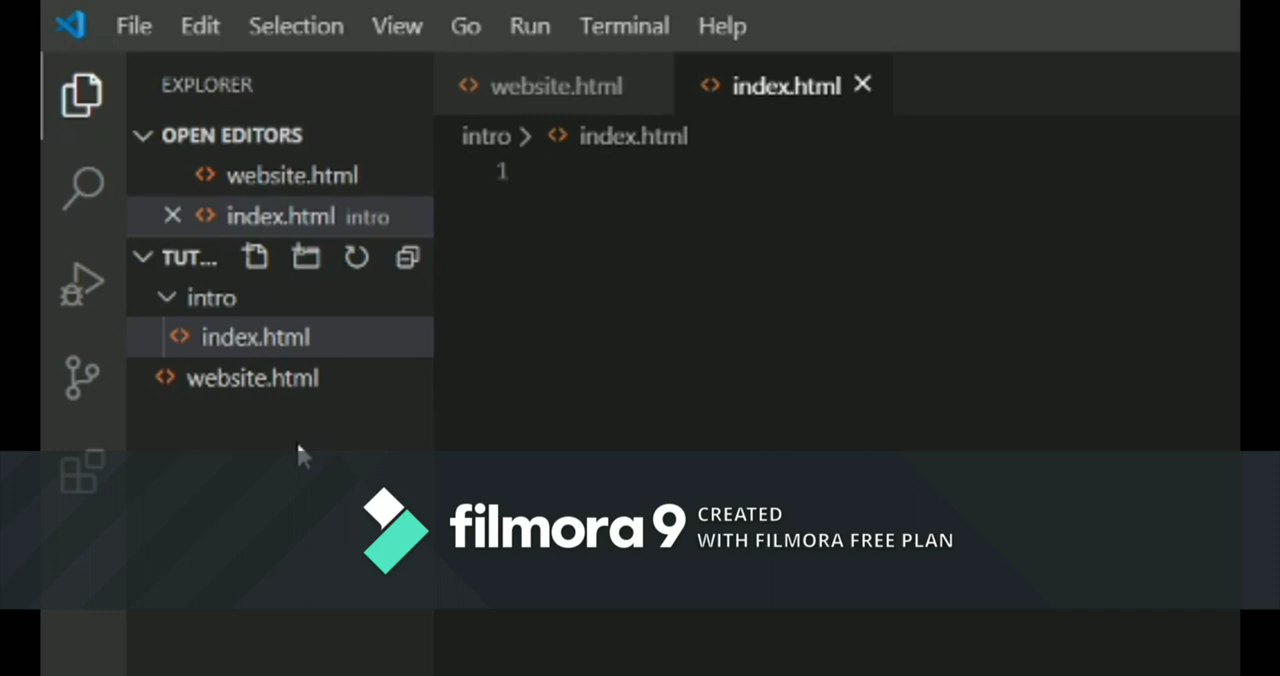 File Edit Selection View Go Run Terminal Help
EXPLORER
OPEN EDITORS
website.html
index.html intro
TUT...
intro
index.html
website.html
website.html index.html
intro > index.html
1
filmora 9
CREATED
WITH FILMORA FREE PLAN